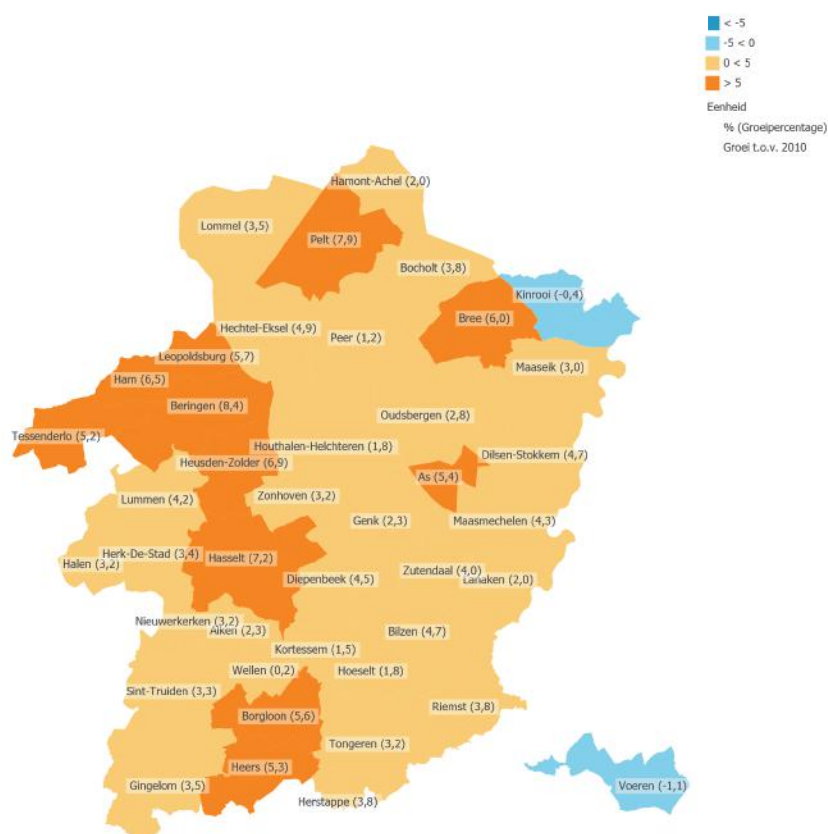 < -5
-5 < 0
0 < 5
> 5
Eenheid
% (Groeipercentage)
Groei t.o.v. 2010
Hamont-Achel (2,0)
Lommel (3,5)
Pelt (7,9)
Bocholt (3,8)
Kinrooi (-0,4)
Bree (6,0)
Hechtel-Eksel (4,9)
Peer (1,2)
Leopoldsburg (5,7)
Maaseik (3,0)
Ham (6,5)
Beringen (8,4)
Oudsbergen (2,8)
Tessenderlo (5,2)
Houthalen-Helchteren (1,8)
Dilsen-Stokkem (4,7)
Heusden-Zolder (6,9)
As (5,4)
Lummen (4,2)
Zonhoven (3,2)
Genk (2,3)
Maasmechelen (4,3)
Herk-De-Stad (3,4)
Halen (3,2)
Hasselt (7,2)
Diepenbeek (4,5)
Zutendaal (4,0)
Lanaken (2,0)
Nieuwerkerken (3,2)
Alken (2,3)
Bilzen (4,7)
Kortessem (1,5)
Wellen (0,2)
Hoeselt (1,8)
Sint-Truiden (3,3)
Riemst (3,8)
Borgloon (5,6)
Tongeren (3,2)
Heers (5,3)
Gingelom (3,5)
Voeren (-1,1)
Herstappe (3,8)